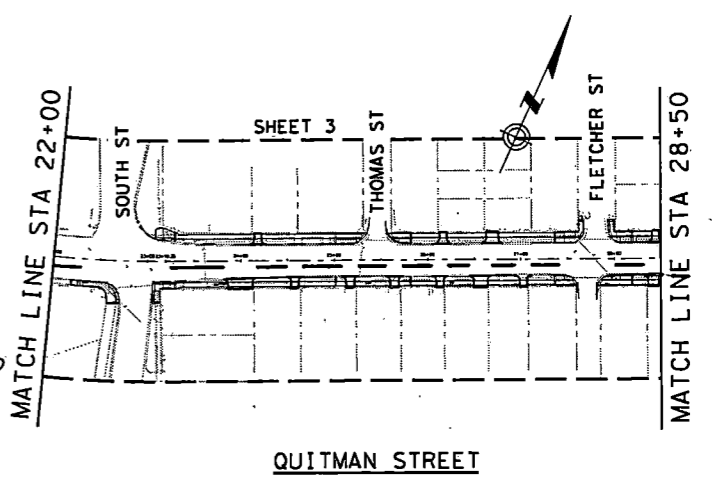 MATCH LINE STA 22+00
SOUTH ST
SHEET 3
THOMAS ST
N
FLETCHER ST
MATCH LINE STA 28+50
QUITMAN STREET